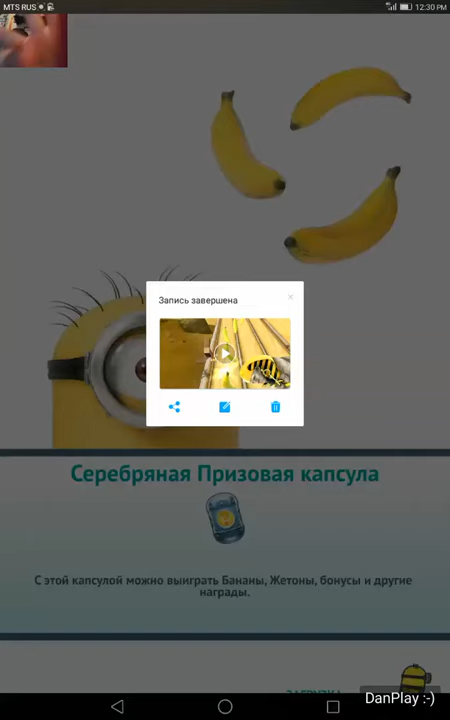 MTS RUS
12:30 PM
Запись завершена
Серебряная Призовая капсула
С этой капсулой можно выиграть Бананы, Жетоны, бонусы и другие
награды.
ЗАГРУЗКА
DanPlay :-)